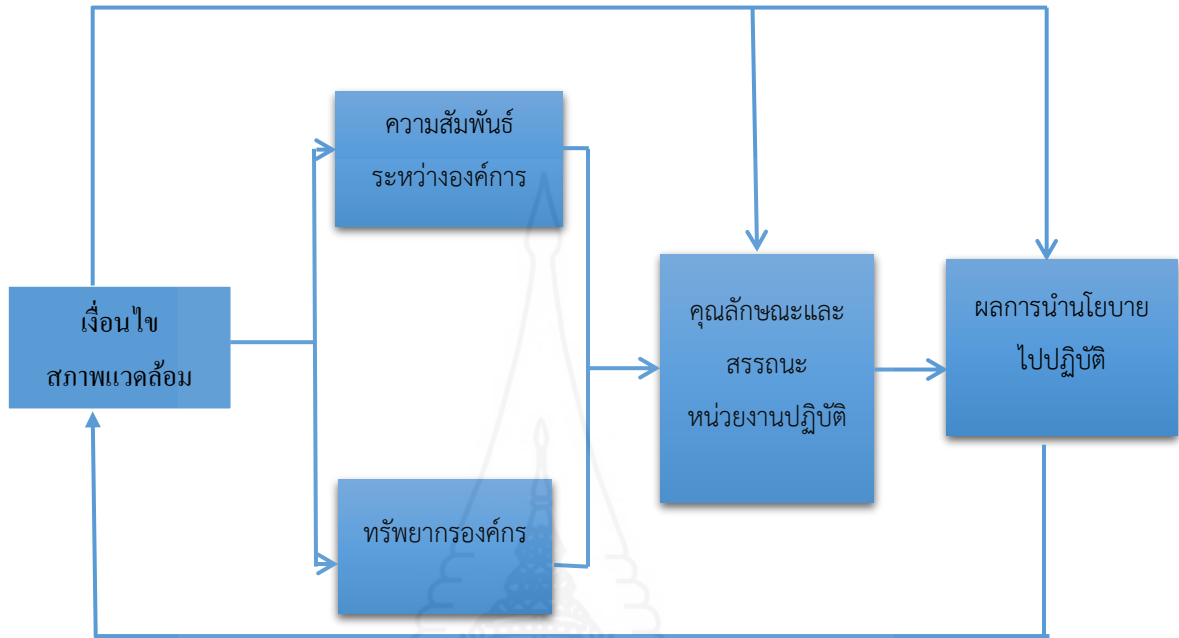 ความสัมพันธ์
ระหว่างองค์การ
เงื่อนไข
สภาพแวดล้อม
คุณลักษณะและ
สรรถนะ
หน่วยงานปฏิบัติ
ผลการนำนโยบาย
ไปปฏิบัติ
ทรัพยากรองค์กร